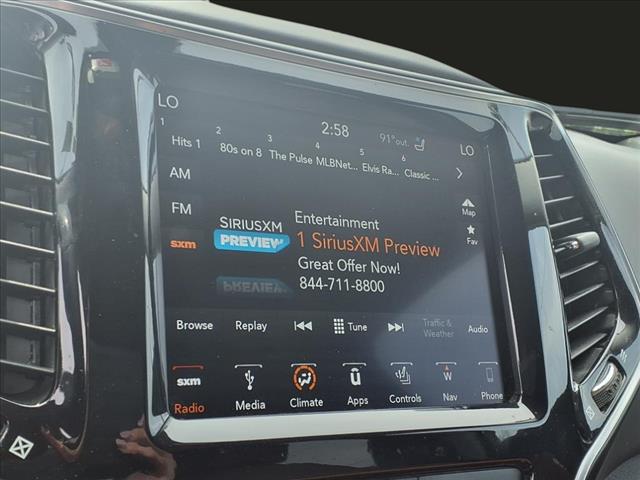 LO 2:58 91°out. LO
1 2 3 4 5 6
Hits 1 80s on 8 The Pulse MLBNet... Elvis Ra... Classic ...
AM
FM
Map
Fav
sxm
SIRIUSXM
PREVIEW
Entertainment
1 SiriusXM Preview
Great Offer Now!
844-711-8800
Browse Replay Tune Traffic & Weather Audio
sxm ü W
Radio Media Climate Apps Controls Nav Phone